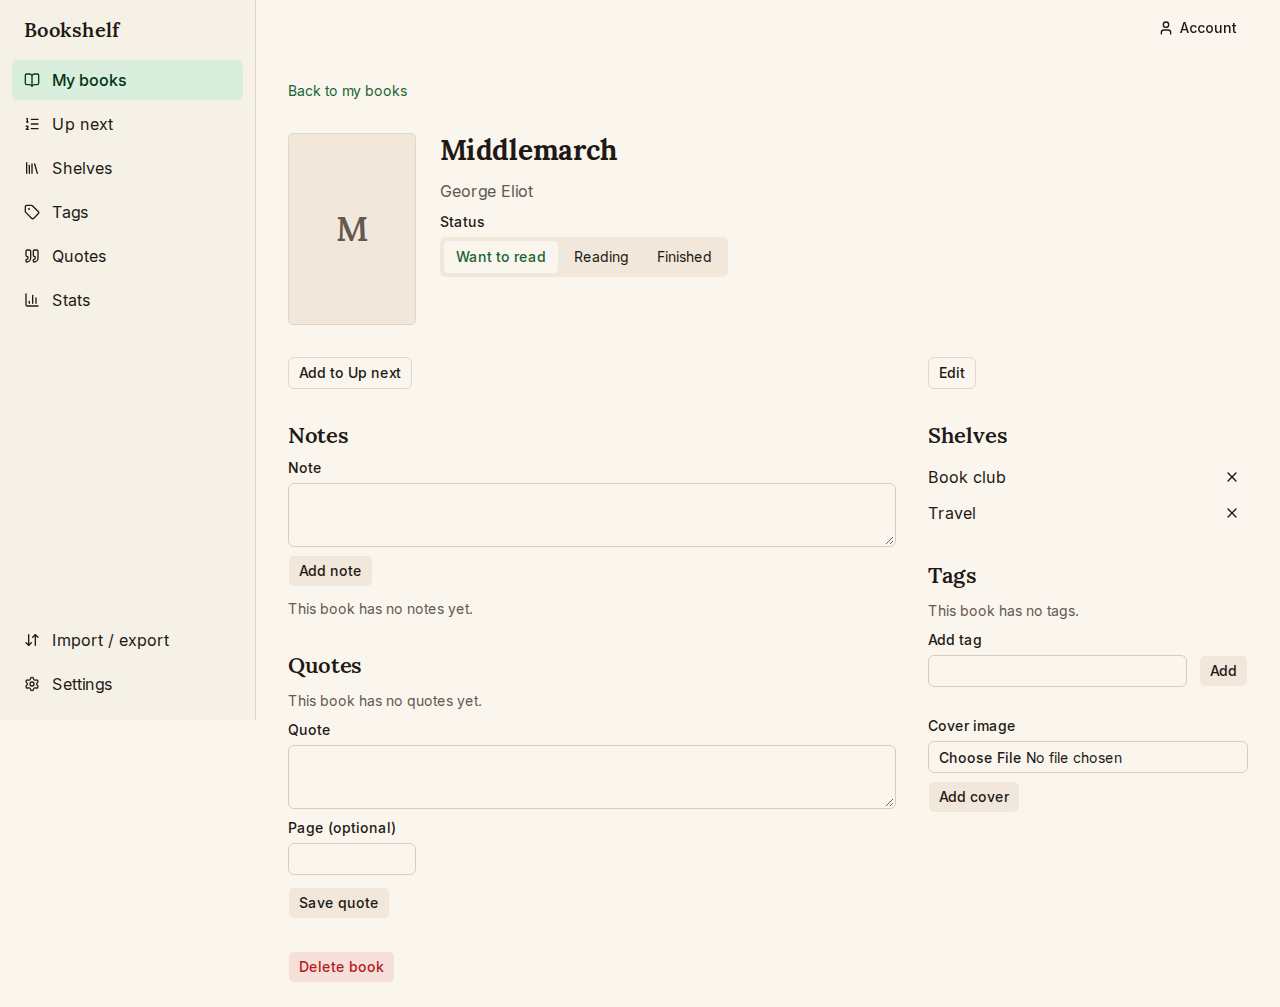 Bookshelf
My books
Up next
Shelves
Tags
Quotes
Stats
Import / export
Settings
Account
Back to my books
M
Middlemarch
George Eliot
Status
Want to read
Reading
Finished
Add to Up next
Notes
Note
Add note
This book has no notes yet.
Quotes
This book has no quotes yet.
Quote
Page (optional)
Save quote
Delete book
Edit
Shelves
Book club
Travel
Tags
This book has no tags.
Add tag
Add
Cover image
Choose File No file chosen
Add cover